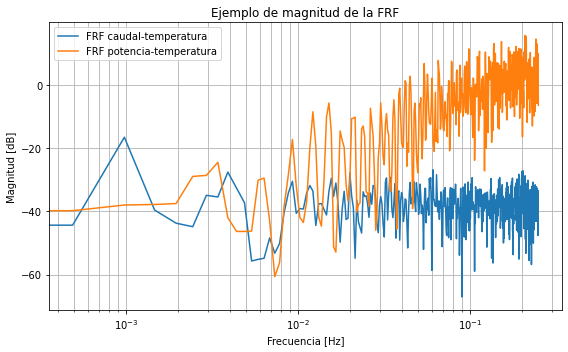 Ejemplo de magnitud de la FRF
FRF caudal-temperatura
FRF potencia-temperatura
Magnitud [dB]
0
−20
−40
−60
10⁻³
10⁻²
10⁻¹
Frecuencia [Hz]